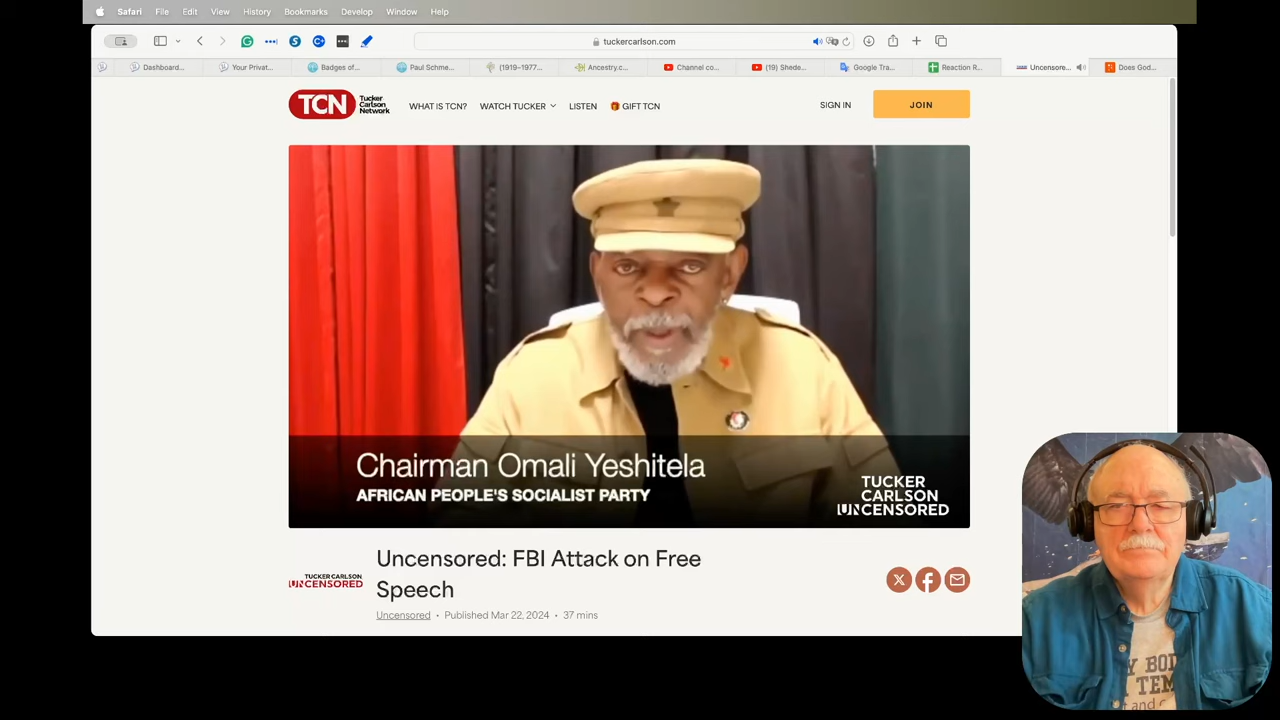 Safari File Edit View History Bookmarks Develop Window Help
tuckercarlson.com
Dashboard... Your Privat... Badges of... Paul Schme... (1919–1977... Ancestry.c... Channel co... (19) Shede... Google Tra... Reaction R... Uncensore... Does God...
TCN Tucker Carlson Network WHAT IS TCN? WATCH TUCKER LISTEN GIFT TCN SIGN IN JOIN
Chairman Omali Yeshitela
AFRICAN PEOPLE'S SOCIALIST PARTY
TUCKER
CARLSON
UNCENSORED
TUCKER CARLSON
UNCENSORED
Uncensored: FBI Attack on Free
Speech
Uncensored • Published Mar 22, 2024 • 37 mins